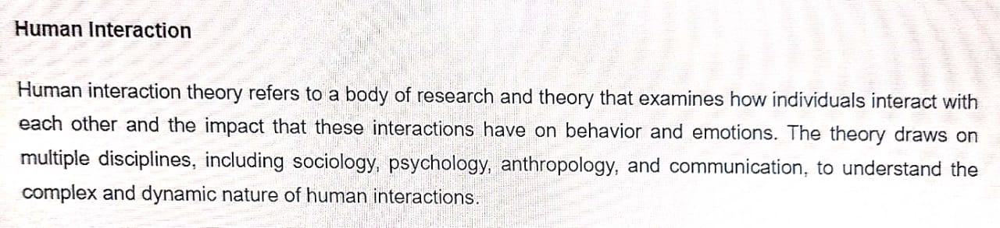 Human Interaction
Human interaction theory refers to a body of research and theory that examines how individuals interact with
each other and the impact that these interactions have on behavior and emotions. The theory draws on
multiple disciplines, including sociology, psychology, anthropology, and communication, to understand the
complex and dynamic nature of human interactions.